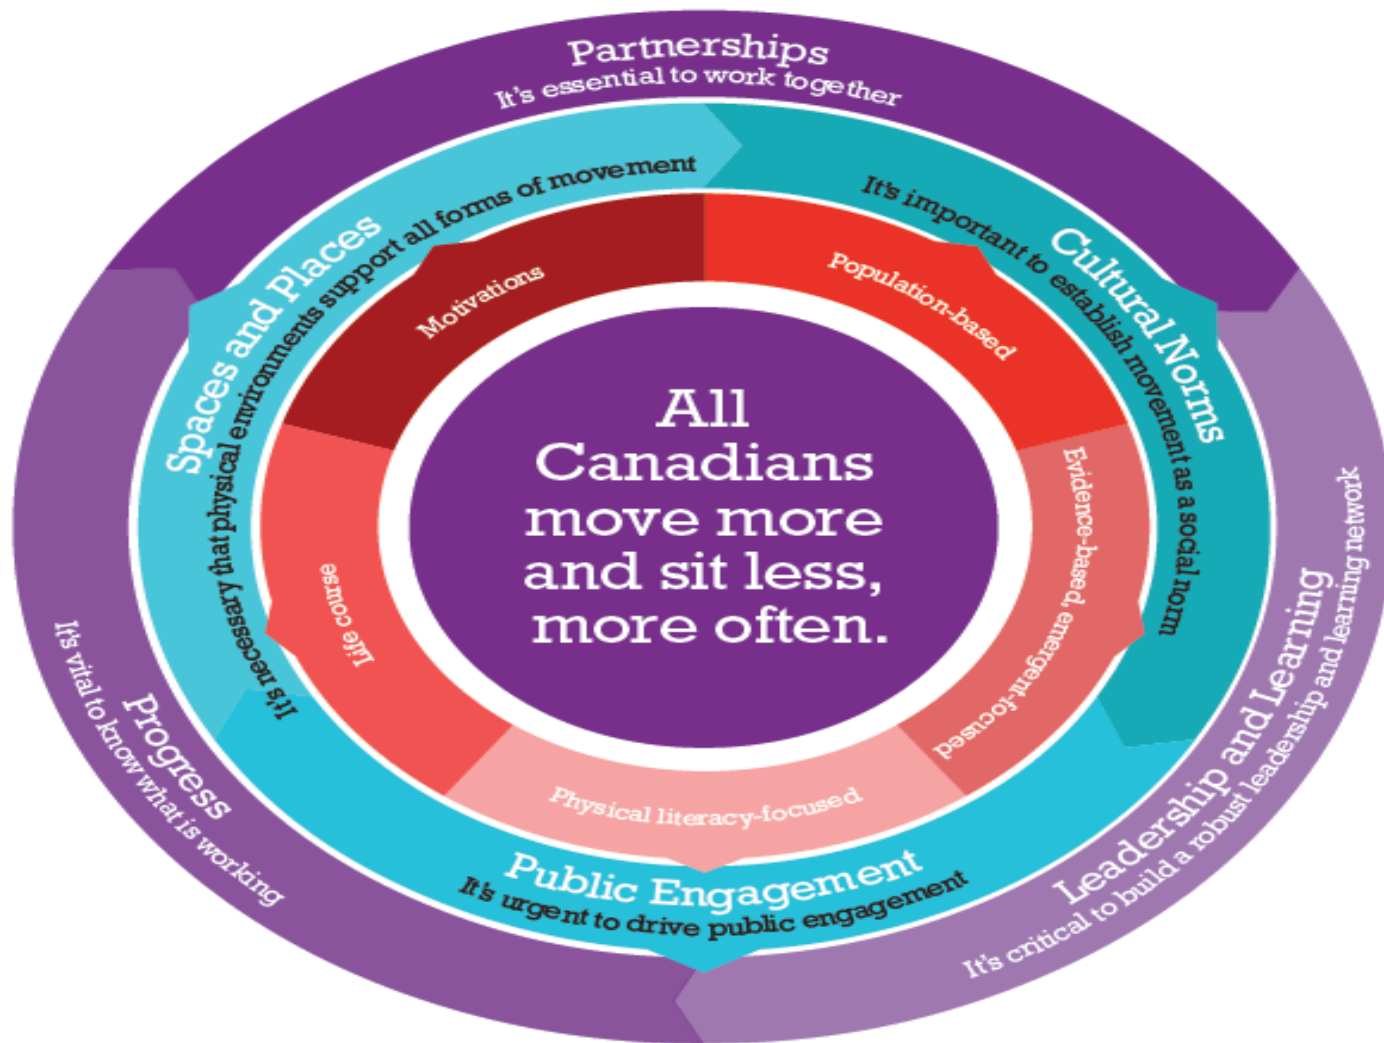 Partnerships
It's essential to work together
Cultural Norms
It's important to establish movement as a social norm
Leadership and Learning
It's critical to build a robust leadership and learning network
Public Engagement
It's urgent to drive public engagement
Progress
It's vital to know what is working
Spaces and Places
It's necessary that physical environments support all forms of movement
Motivations
Population-based
Evidence-based, emergent-focused
Physical literacy-focused
Life course
All
Canadians
move more
and sit less,
more often.